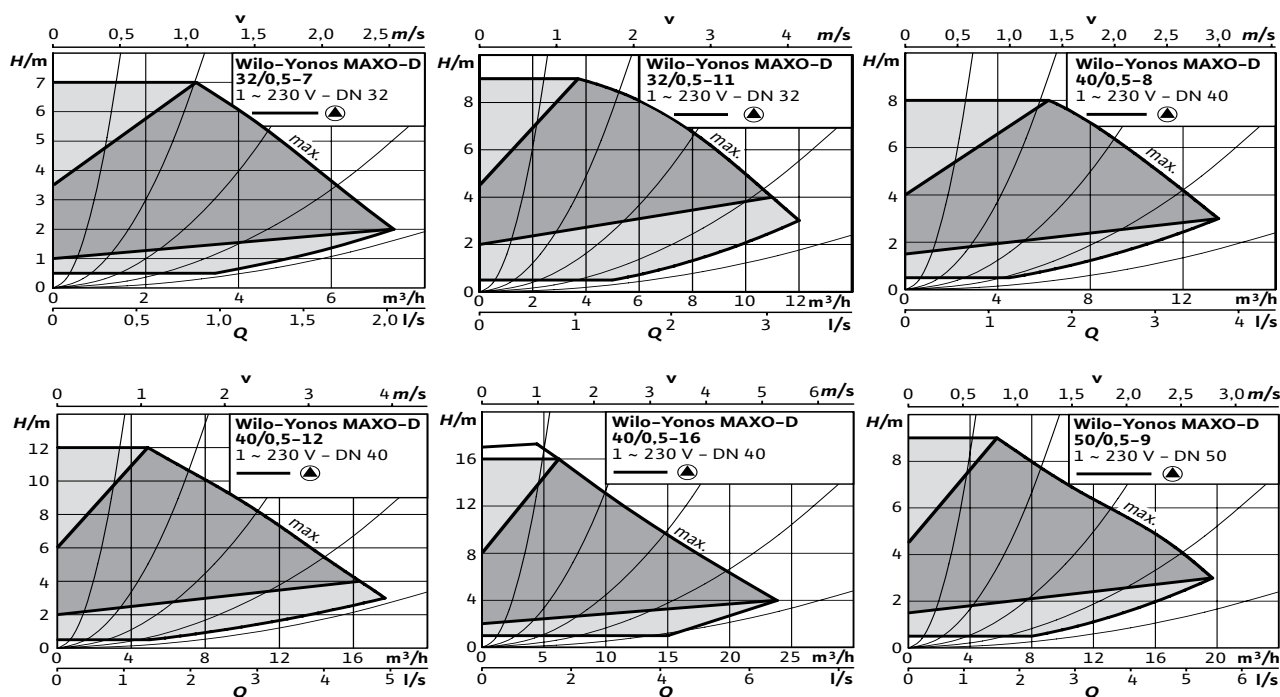 v
0 0,5 1,0 1,5 2,0 2,5 m/s
H/m
Wilo-Yonos MAXO-D
32/0,5-7
1 ~ 230 V - DN 32
7
6
5
4
3
2
1
0
max.
0 2 4 6 m³/h
0 0,5 1,0 1,5 2,0 l/s
Q
v
0 1 2 3 4 m/s
H/m
Wilo-Yonos MAXO-D
32/0,5-11
1 ~ 230 V - DN 32
8
6
4
2
0
max.
0 2 4 6 8 10 12 m³/h
0 1 2 3 l/s
Q
v
0 0,5 1,0 1,5 2,0 2,5 3,0 m/s
H/m
Wilo-Yonos MAXO-D
40/0,5-8
1 ~ 230 V - DN 40
8
6
4
2
0
max.
0 4 8 12 m³/h
0 1 2 3 4 l/s
Q
v
0 1 2 3 4 m/s
H/m
Wilo-Yonos MAXO-D
40/0,5-12
1 ~ 230 V - DN 40
12
10
8
6
4
2
0
max.
0 4 8 12 16 m³/h
0 1 2 3 4 5 l/s
Q
v
0 1 2 3 4 5 6 m/s
H/m
Wilo-Yonos MAXO-D
40/0,5-16
1 ~ 230 V - DN 40
16
12
8
4
0
max.
0 5 10 15 20 25 m³/h
0 2 4 6 l/s
Q
v
0 0,5 1,0 1,5 2,0 2,5 3,0 m/s
H/m
Wilo-Yonos MAXO-D
50/0,5-9
1 ~ 230 V - DN 50
8
6
4
2
0
max.
0 4 8 12 16 20 m³/h
0 1 2 3 4 5 6 l/s
Q